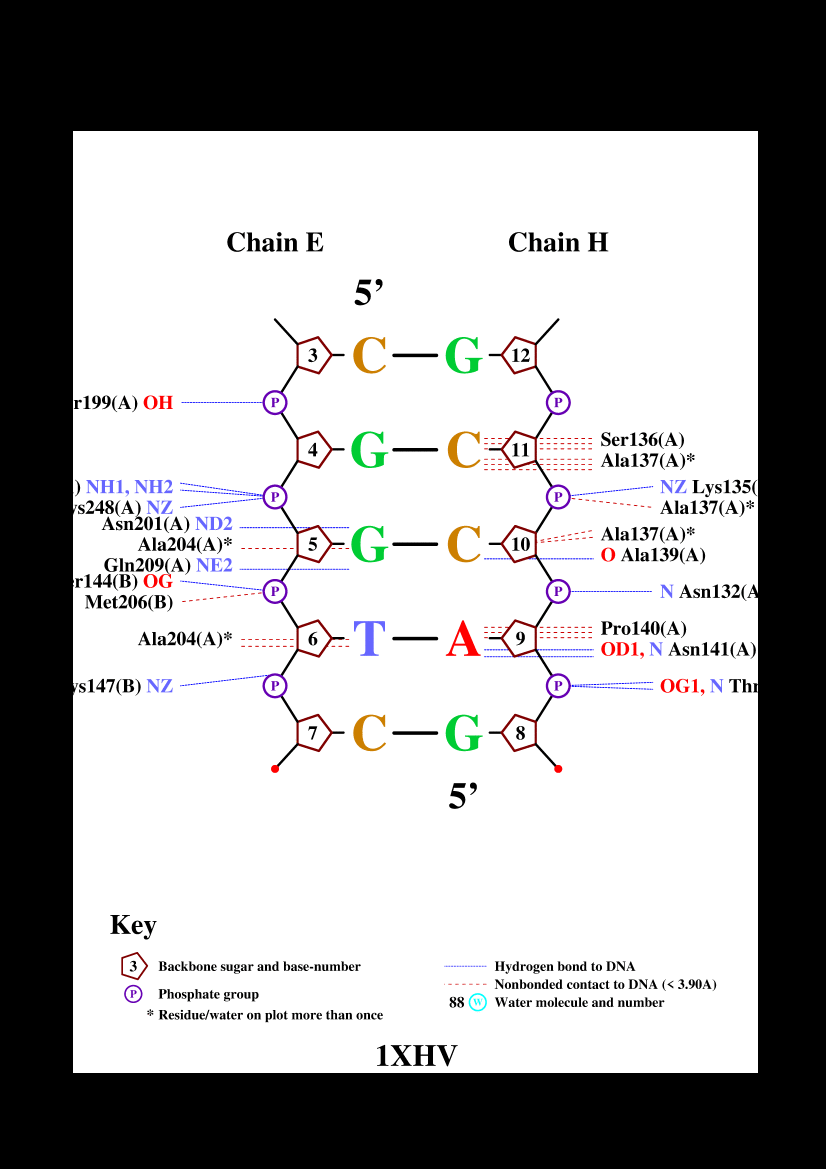 Chain E Chain H
5’
3 C G 12
r199(A) OH P P
Ser136(A)
4 G C 11
Ala137(A)*
) NH1, NH2 P P NZ Lys135(
s248(A) NZ Ala137(A)*
Asn201(A) ND2
Ala137(A)*
Ala204(A)* 5 G C 10
O Ala139(A)
Gln209(A) NE2
er144(B) OG P P N Asn132(A
Met206(B)
Pro140(A)
Ala204(A)* 6 T A 9
OD1, N Asn141(A)
ys147(B) NZ P P OG1, N Thr
7 C G 8
5’
Key
3 Backbone sugar and base-number
P Phosphate group
* Residue/water on plot more than once
Hydrogen bond to DNA
Nonbonded contact to DNA (< 3.90A)
88 W Water molecule and number
1XHV